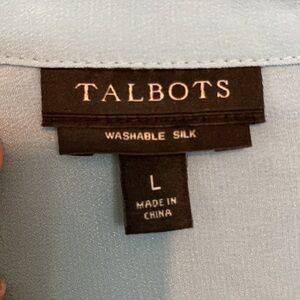 TALBOTS
WASHABLE SILK
L
MADE IN
CHINA